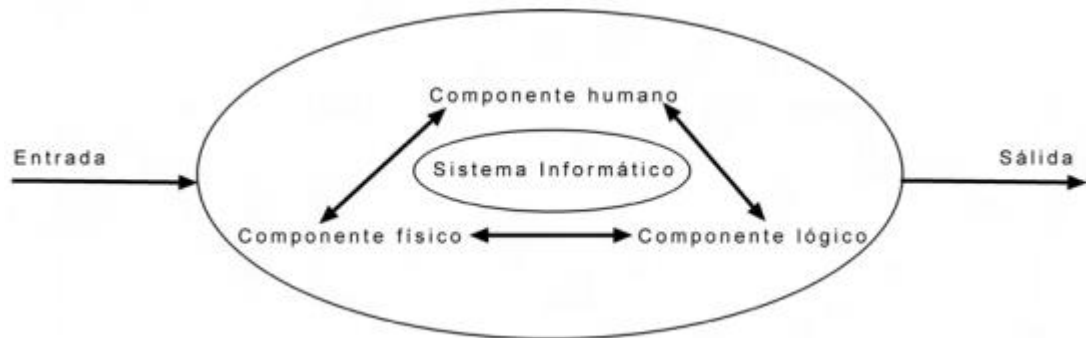 Componente humano
Entrada
Sistema Informático
Sálida
Componente físico
Componente lógico